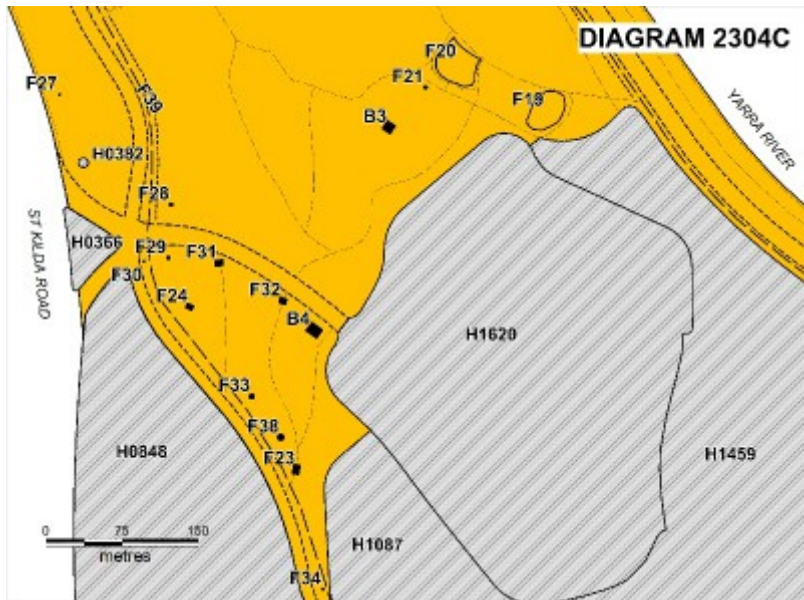 DIAGRAM 2304C
F20
F21
F27
F39
F19
B3
YARRA RIVER
H0382
F28
H0366
F29
F31
F30
ST KILDA ROAD
F24
F32
B4
H1620
F33
F38
H0848
F23
H1459
0 75 150
metres
H1087
F34